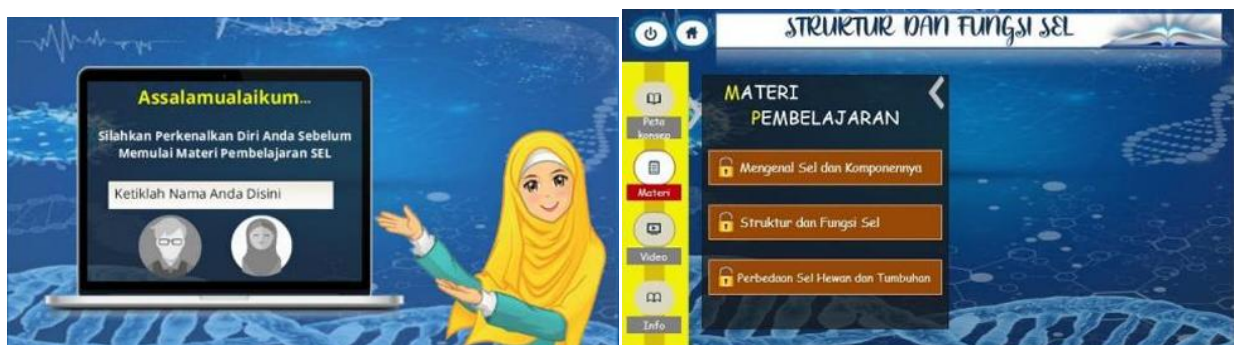 Assalamualaikum...
Silahkan Perkenalkan Diri Anda Sebelum
Memulai Materi Pembelajaran SEL
Ketiklah Nama Anda Disini
STRUKTUR DAN FUNGSI SEL
Peta
konsep
Materi
Video
Info
MATERI
PEMBELAJARAN
Mengenal Sel dan Komponennya
Struktur dan Fungsi Sel
Perbedaan Sel Hewan dan Tumbuhan